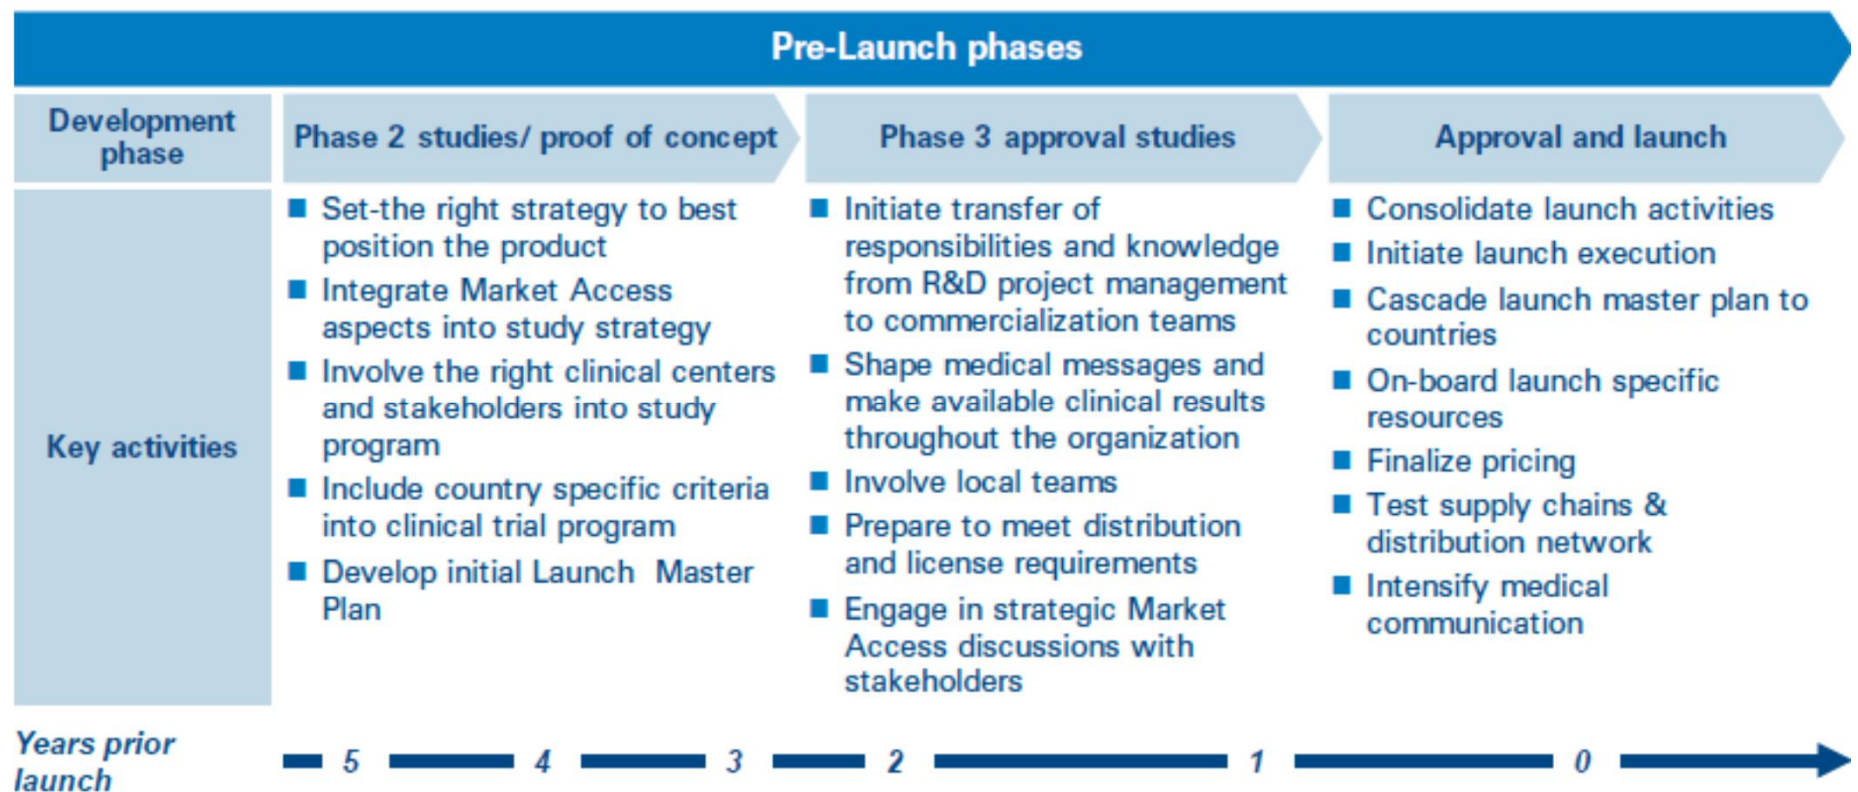 Pre-Launch phases
Development
phase
Phase 2 studies/ proof of concept
Phase 3 approval studies
Approval and launch
Key activities
■ Set-the right strategy to best
position the product
■ Integrate Market Access
aspects into study strategy
■ Involve the right clinical centers
and stakeholders into study
program
■ Include country specific criteria
into clinical trial program
■ Develop initial Launch Master
Plan
■ Initiate transfer of
responsibilities and knowledge
from R&D project management
to commercialization teams
■ Shape medical messages and
make available clinical results
throughout the organization
■ Involve local teams
■ Prepare to meet distribution
and license requirements
■ Engage in strategic Market
Access discussions with
stakeholders
■ Consolidate launch activities
■ Initiate launch execution
■ Cascade launch master plan to
countries
■ On-board launch specific
resources
■ Finalize pricing
■ Test supply chains &
distribution network
■ Intensify medical
communication
Years prior
launch
5 4 3 2 1 0